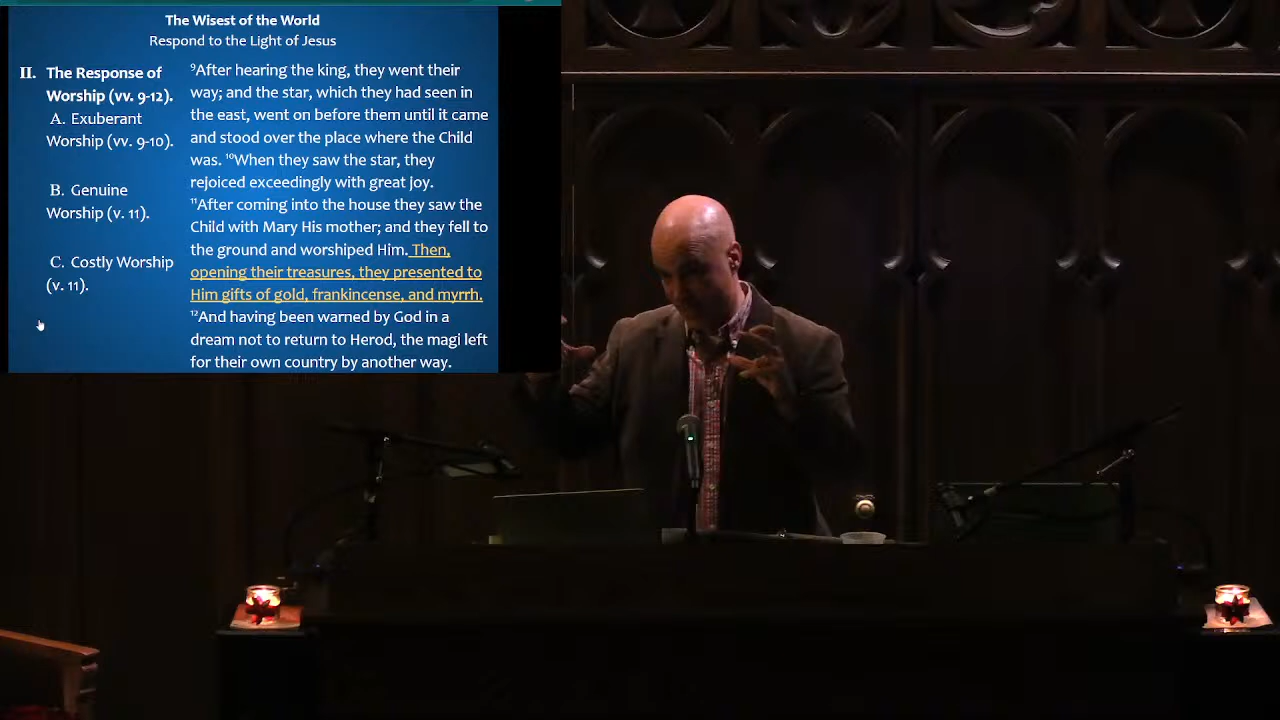 The Wisest of the World
Respond to the Light of Jesus
II. The Response of
Worship (vv. 9-12).
A. Exuberant
Worship (vv. 9-10).
B. Genuine
Worship (v. 11).
C. Costly Worship
(v. 11).
⁹After hearing the king, they went their
way; and the star, which they had seen in
the east, went on before them until it came
and stood over the place where the Child
was. ¹⁰When they saw the star, they
rejoiced exceedingly with great joy.
¹¹After coming into the house they saw the
Child with Mary His mother; and they fell to
the ground and worshiped Him. Then,
opening their treasures, they presented to
Him gifts of gold, frankincense, and myrrh.
¹²And having been warned by God in a
dream not to return to Herod, the magi left
for their own country by another way.